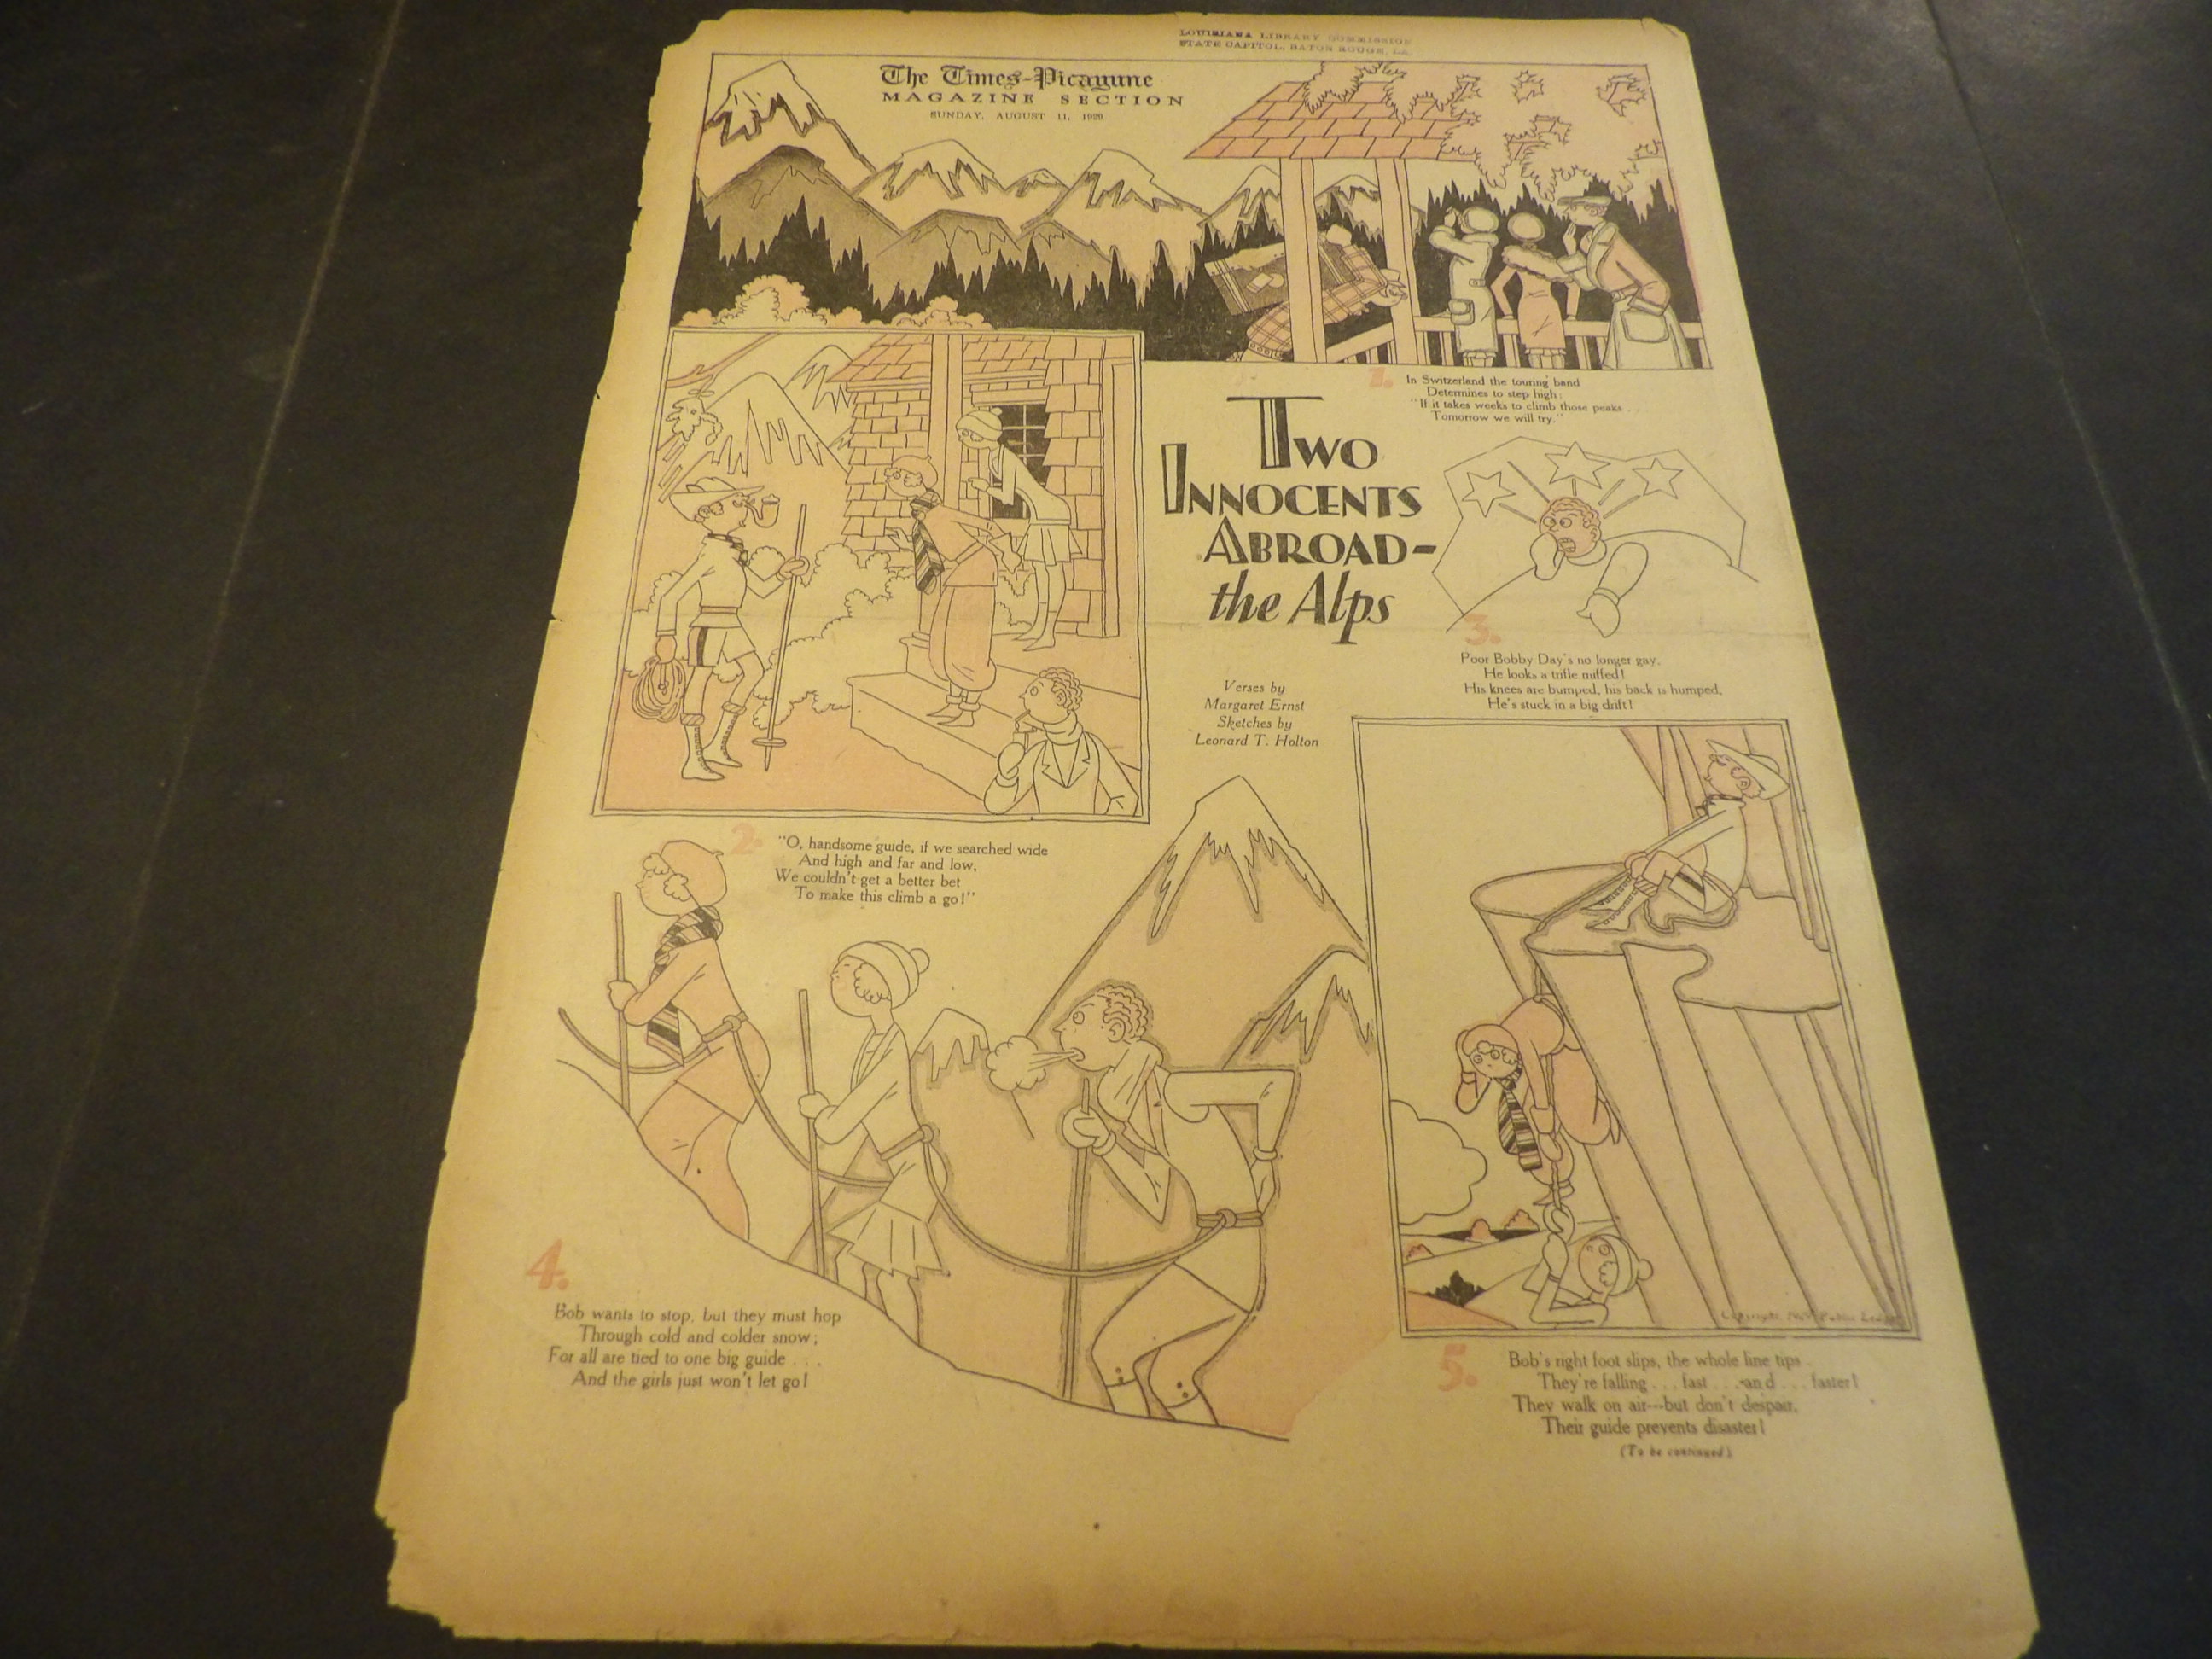 LOUISIANA LIBRARY COMMISSION
STATE CAPITOL, BATON ROUGE, LA.
The Times-Picayune
MAGAZINE SECTION
SUNDAY, AUGUST 11, 1929
1.
In Switzerland the touring band
Determines to step high:
"If it takes weeks to climb those peaks . .
Tomorrow we will try."
TWO
INNOCENTS
ABROAD-
the Alps
Verses by
Margaret Ernst
Sketches by
Leonard T. Holton
2.
"O, handsome guide, if we searched wide
And high and far and low,
We couldn't get a better bet
To make this climb a go!"
3.
Poor Bobby Day's no longer gay,
He looks a trifle miffed!
His knees are bumped, his back is humped,
He's stuck in a big drift!
4.
Bob wants to stop, but they must hop
Through cold and colder snow;
For all are tied to one big guide . . .
And the girls just won't let go!
Copyright, Public
5.
Bob's right foot slips, the whole line tips
They're falling . . . fast . . . and . . . faster!
They walk on air---but don't despair,
Their guide prevents disaster!
(To be continued)